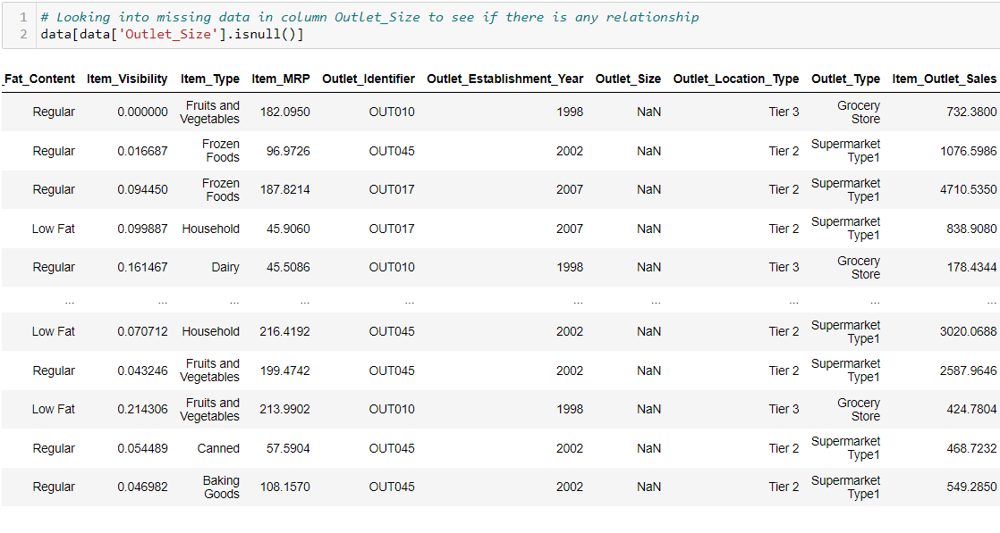 1 # Looking into missing data in column Outlet_Size to see if there is any relationship
2 data[data['Outlet_Size'].isnull()]
_Fat_Content Item_Visibility Item_Type Item_MRP Outlet_Identifier Outlet_Establishment_Year Outlet_Size Outlet_Location_Type Outlet_Type Item_Outlet_Sales
Regular 0.000000 Fruits and Vegetables 182.0950 OUT010 1998 NaN Tier 3 Grocery Store 732.3800
Regular 0.016687 Frozen Foods 96.9726 OUT045 2002 NaN Tier 2 Supermarket Type1 1076.5986
Regular 0.094450 Frozen Foods 187.8214 OUT017 2007 NaN Tier 2 Supermarket Type1 4710.5350
Low Fat 0.099887 Household 45.9060 OUT017 2007 NaN Tier 2 Supermarket Type1 838.9080
Regular 0.161467 Dairy 45.5086 OUT010 1998 NaN Tier 3 Grocery Store 178.4344
... ... ... ... ... ... ... ... ... ...
Low Fat 0.070712 Household 216.4192 OUT045 2002 NaN Tier 2 Supermarket Type1 3020.0688
Regular 0.043246 Fruits and Vegetables 199.4742 OUT045 2002 NaN Tier 2 Supermarket Type1 2587.9646
Low Fat 0.214306 Fruits and Vegetables 213.9902 OUT010 1998 NaN Tier 3 Grocery Store 424.7804
Regular 0.054489 Canned 57.5904 OUT045 2002 NaN Tier 2 Supermarket Type1 468.7232
Regular 0.046982 Baking Goods 108.1570 OUT045 2002 NaN Tier 2 Supermarket Type1 549.2850